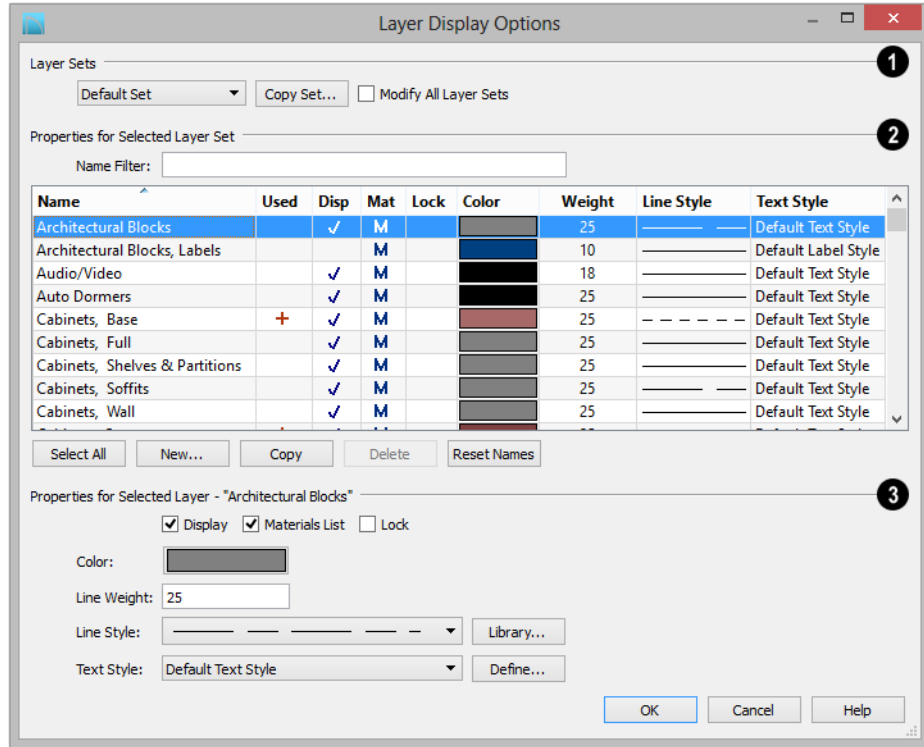 Layer Display Options
Layer Sets 1
Default Set Copy Set... Modify All Layer Sets
Properties for Selected Layer Set 2
Name Filter:
Name Used Disp Mat Lock Color Weight Line Style Text Style
Architectural Blocks M 25 Default Text Style
Architectural Blocks, Labels M 10 Default Label Style
Audio/Video M 18 Default Text Style
Auto Dormers M 25 Default Text Style
Cabinets, Base + M 25 Default Text Style
Cabinets, Full M 25 Default Text Style
Cabinets, Shelves & Partitions M 25 Default Text Style
Cabinets, Soffits M 25 Default Text Style
Cabinets, Wall M 25 Default Text Style
Select All New... Copy Delete Reset Names
Properties for Selected Layer - "Architectural Blocks" 3
Display Materials List Lock
Color:
Line Weight: 25
Line Style: Library...
Text Style: Default Text Style Define...
OK Cancel Help